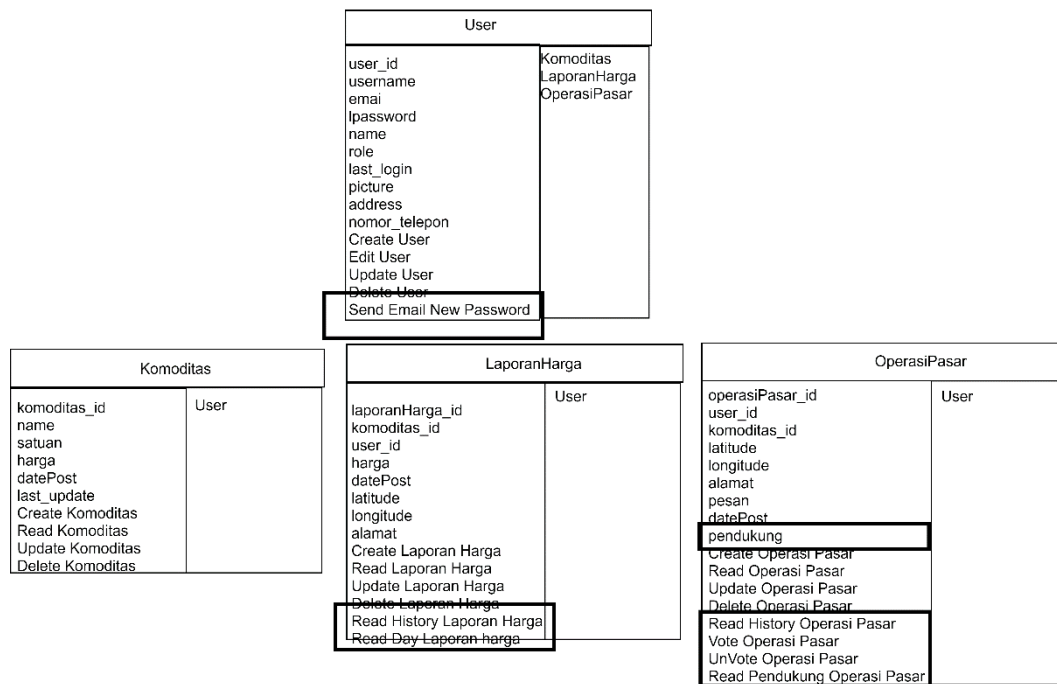 User
user_id
username
emai
lpassword
name
role
last_login
picture
address
nomor_telepon
Create User
Edit User
Update User
Delete User
Send Email New Password
Komoditas
LaporanHarga
OperasiPasar
Komoditas
komoditas_id
name
satuan
harga
datePost
last_update
Create Komoditas
Read Komoditas
Update Komoditas
Delete Komoditas
User
LaporanHarga
laporanHarga_id
komoditas_id
user_id
harga
datePost
latitude
longitude
alamat
Create Laporan Harga
Read Laporan Harga
Update Laporan Harga
Delete Laporan Harga
Read History Laporan Harga
Read Day Laporan harga
User
OperasiPasar
operasiPasar_id
user_id
komoditas_id
latitude
longitude
alamat
pesan
datePost
pendukung
Create Operasi Pasar
Read Operasi Pasar
Update Operasi Pasar
Delete Operasi Pasar
Read History Operasi Pasar
Vote Operasi Pasar
UnVote Operasi Pasar
Read Pendukung Operasi Pasar
User